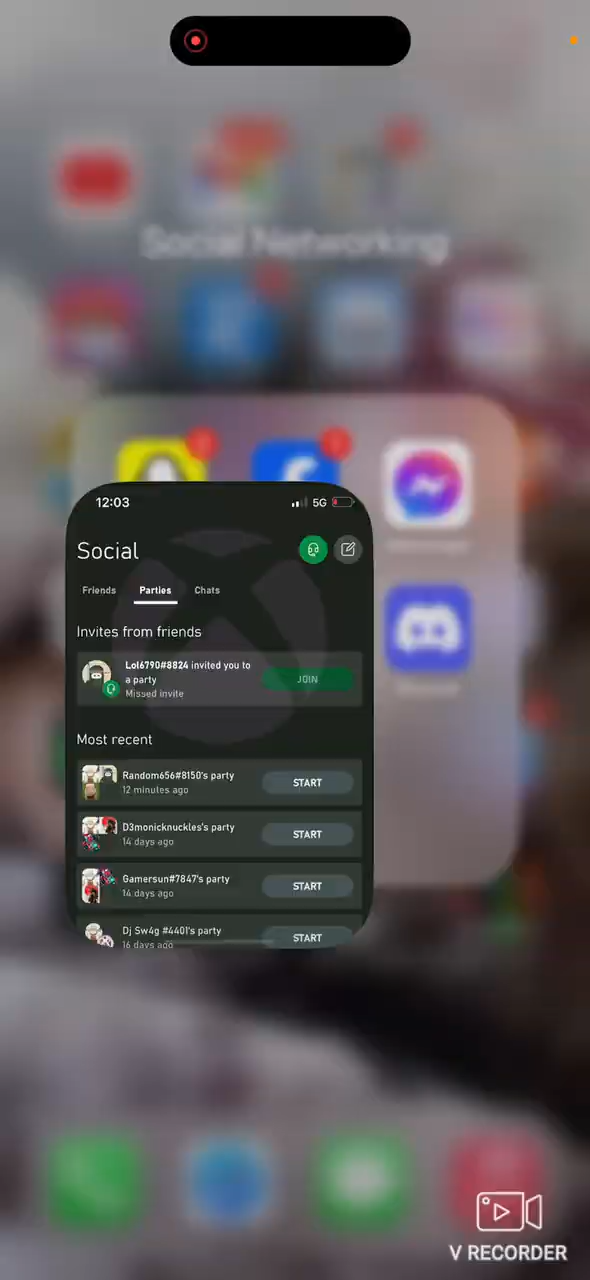 Social Networking
12:03
5G
Social
Friends Parties Chats
Invites from friends
Lol6790#8824 invited you to
a party
Missed invite
JOIN
Most recent
Random656#8150's party
12 minutes ago
START
D3monicknuckles's party
14 days ago
START
Gamersun#7847's party
14 days ago
START
Dj Sw4g #4401's party
16 days ago
START
V RECORDER